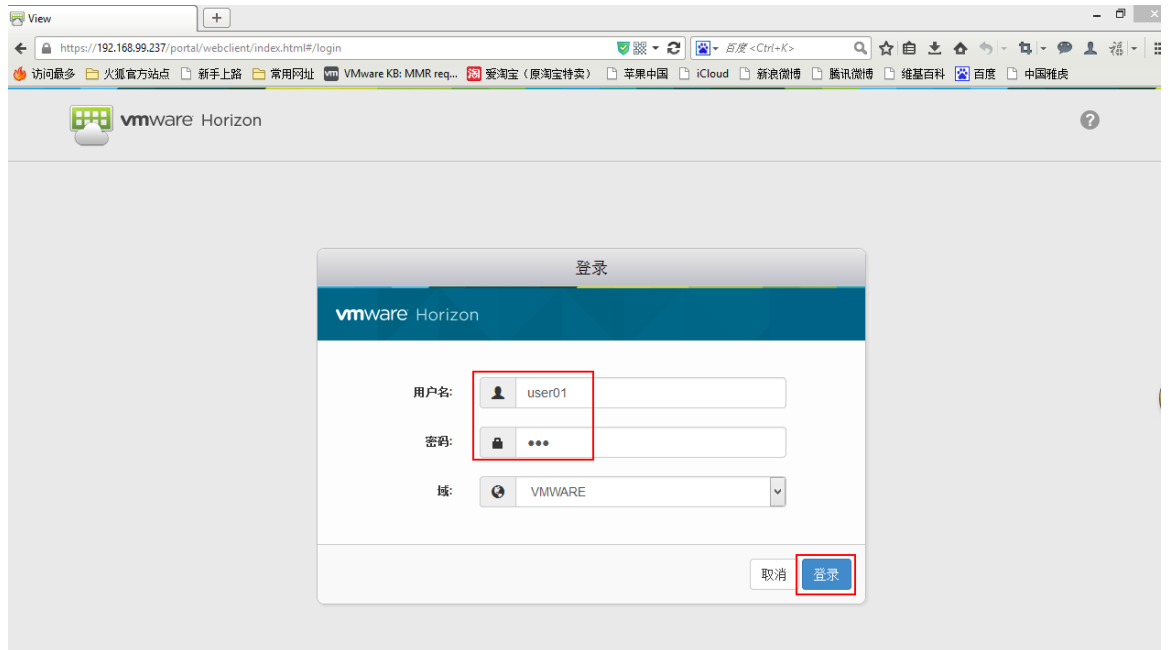 View
https://192.168.99.237/portal/webclient/index.html#/login
百度 <Ctrl+K>
访问最多 火狐官方站点 新手上路 常用网址 VMware KB: MMR req... 爱淘宝（原淘宝特卖） 苹果中国 iCloud 新浪微博 腾讯微博 维基百科 百度 中国雅虎
vmware Horizon
登录
vmware Horizon
用户名: user01
密码:
域: VMWARE
取消 登录